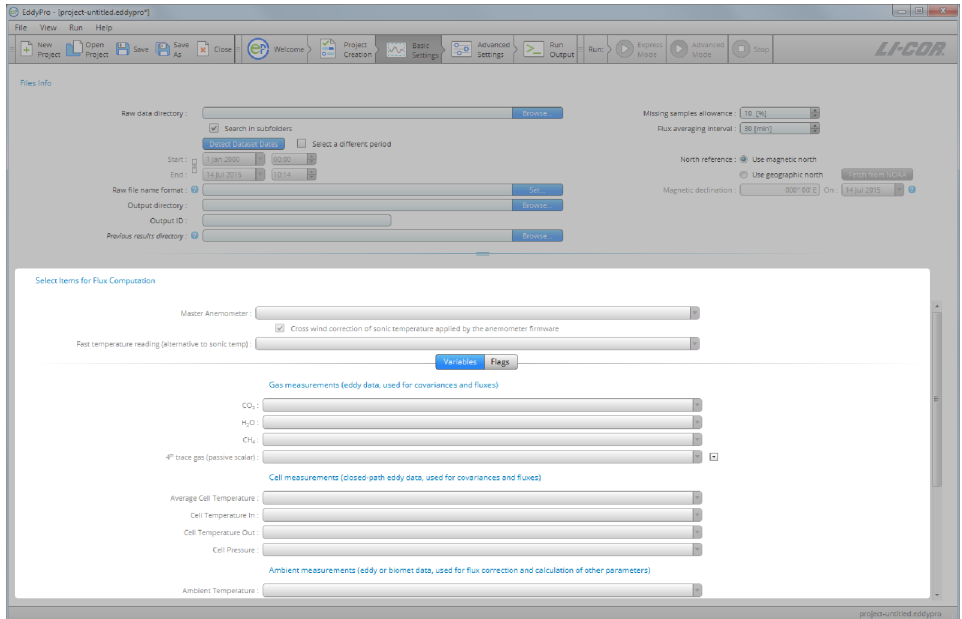 EddyPro - [project-untitled.eddypro*]
File View Run Help
New Project Open Project Save Save As Close Welcome Project Creation Basic Settings Advanced Settings Run Output Run: Express Mode Advanced Mode Stop LI-COR
Files Info
Raw data directory : Browse... Missing samples allowance : 10 [%]
Search in subfolders Flux averaging interval : 30 [min]
Detect Dataset Dates Select a different period
Start : 1 Jan 2000 00:00 North reference : Use magnetic north
End : 14 Jul 2015 10:14 Use geographic north Fetch from NOAA
Raw file name format : ? Set... Magnetic declination : 000° 00' E On : 14 Jul 2015 ?
Output directory : Browse...
Output ID :
Previous results directory : ? Browse...
Select Items for Flux Computation
Master Anemometer :
Cross wind correction of sonic temperature applied by the anemometer firmware
Fast temperature reading (alternative to sonic temp) :
Variables Flags
Gas measurements (eddy data, used for covariances and fluxes)
CO₂ :
H₂O :
CH₄ :
4ᵗʰ trace gas (passive scalar) :
Cell measurements (closed-path eddy data, used for covariances and fluxes)
Average Cell Temperature :
Cell Temperature In :
Cell Temperature Out :
Cell Pressure :
Ambient measurements (eddy or biomet data, used for flux correction and calculation of other parameters)
Ambient Temperature :
project-untitled.eddypro